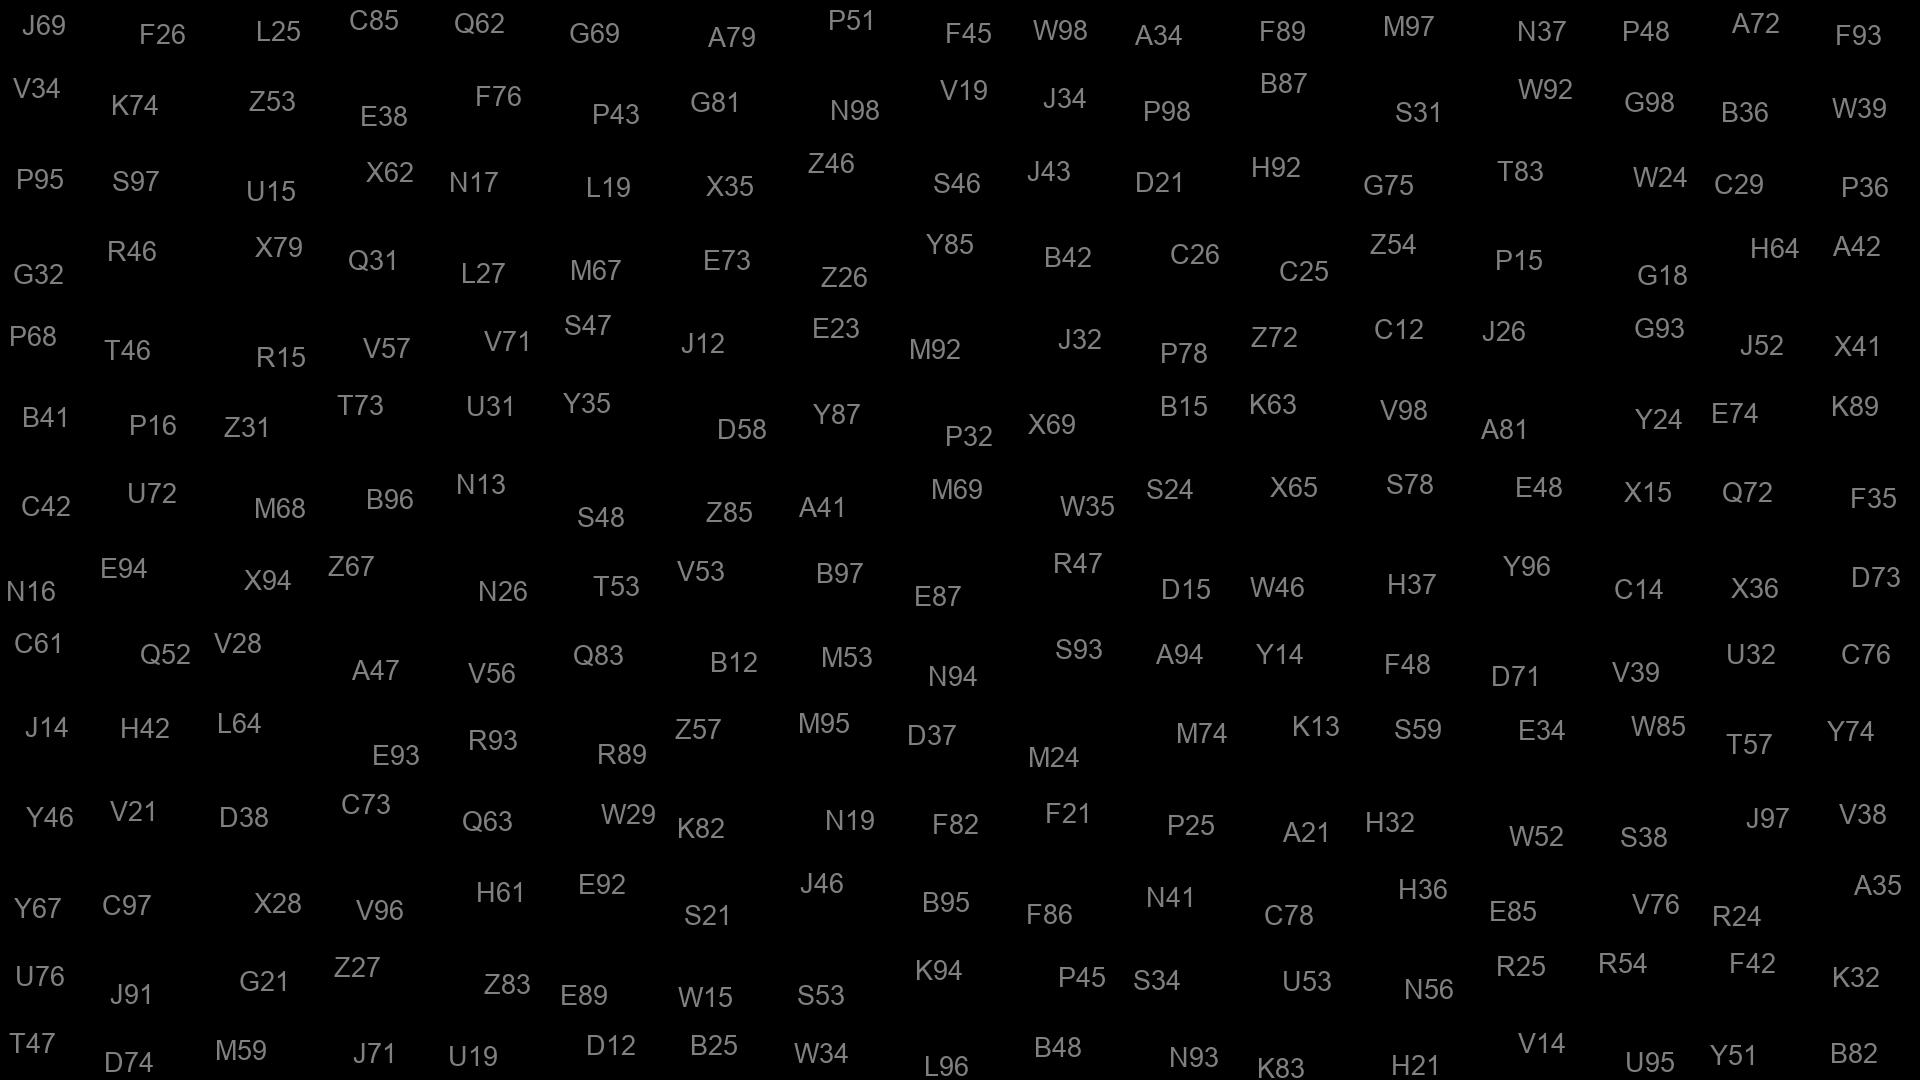 J69 F26 L25 C85 Q62 G69 A79 P51 F45 W98 A34 F89 M97 N37 P48 A72 F93
V34 K74 Z53 E38 F76 P43 G81 N98 V19 J34 P98 B87 S31 W92 G98 B36 W39
P95 S97 U15 X62 N17 L19 X35 Z46 S46 J43 D21 H92 G75 T83 W24 C29 P36
G32 R46 X79 Q31 L27 M67 E73 Z26 Y85 B42 C26 C25 Z54 P15 G18 H64 A42
P68 T46 R15 V57 V71 S47 J12 E23 M92 J32 P78 Z72 C12 J26 G93 J52 X41
B41 P16 Z31 T73 U31 Y35 D58 Y87 P32 X69 B15 K63 V98 A81 Y24 E74 K89
C42 U72 M68 B96 N13 S48 Z85 A41 M69 W35 S24 X65 S78 E48 X15 Q72 F35
N16 E94 X94 Z67 N26 T53 V53 B97 E87 R47 D15 W46 H37 Y96 C14 X36 D73
C61 Q52 V28 A47 V56 Q83 B12 M53 N94 S93 A94 Y14 F48 D71 V39 U32 C76
J14 H42 L64 E93 R93 R89 Z57 M95 D37 M24 M74 K13 S59 E34 W85 T57 Y74
Y46 V21 D38 C73 Q63 W29 K82 N19 F82 F21 P25 A21 H32 W52 S38 J97 V38
Y67 C97 X28 V96 H61 E92 S21 J46 B95 F86 N41 C78 H36 E85 V76 R24 A35
U76 J91 G21 Z27 Z83 E89 W15 S53 K94 P45 S34 U53 N56 R25 R54 F42 K32
T47 D74 M59 J71 U19 D12 B25 W34 L96 B48 N93 K83 H21 V14 U95 Y51 B82